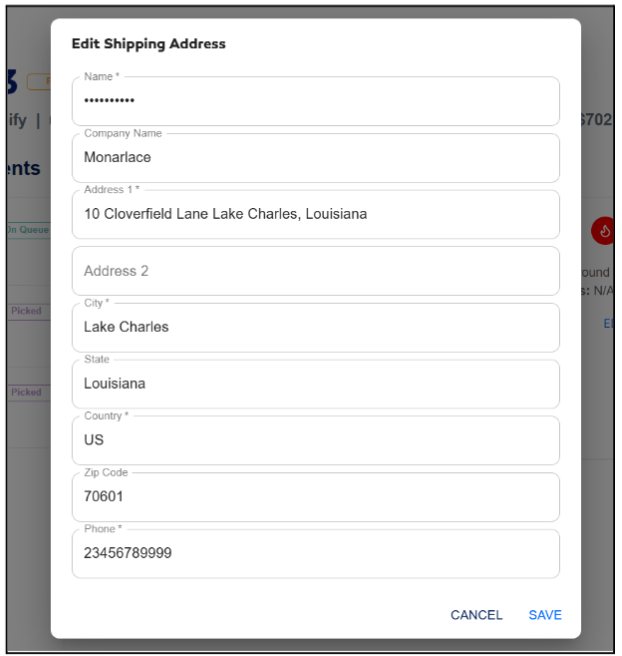 Edit Shipping Address
Name *
••••••••••
Company Name
Monarlace
Address 1 *
10 Cloverfield Lane Lake Charles, Louisiana
Address 2
City *
Lake Charles
State
Louisiana
Country *
US
Zip Code
70601
Phone *
23456789999
CANCEL SAVE
ify |
ents
On Queue
Picked
Picked
6702
ound
s: N/A